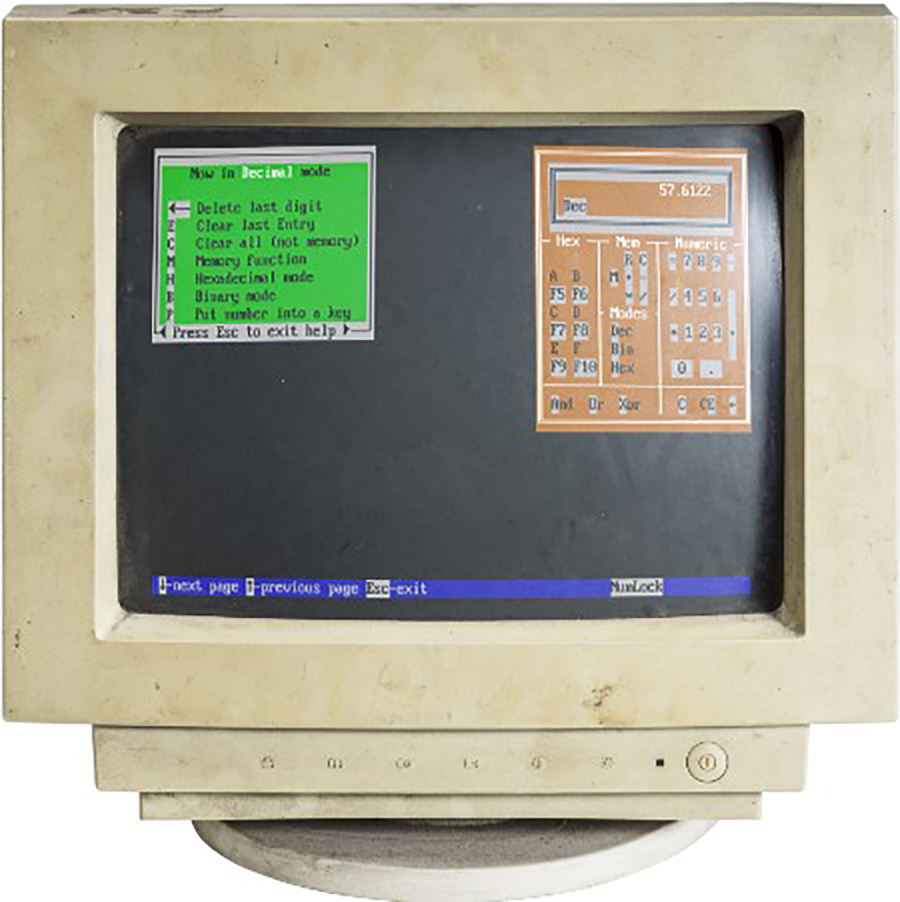 Now in Decimal mode
← Delete last digit
E Clear last Entry
C Clear all (not memory)
M Memory function
H Hexadecimal mode
B Binary mode
P Put number into a key
Press Esc to exit help
57.6122
Dec
Hex Mem Numeric
R C 7 8 9
A B M +
F5 F6 - / 4 5 6
C D Modes
F7 F8 Dec 1 2 3 +
E F Bin
F9 F10 Hex 0 .
And Or Xor C CE =
↓-next page ↑-previous page Esc-exit NumLock